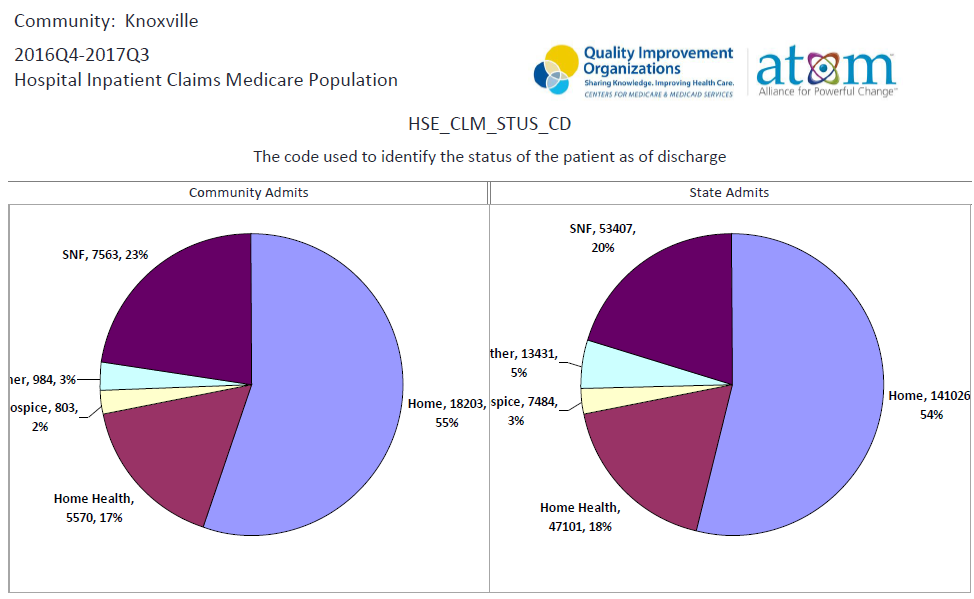 Community:  Knoxville
2016Q4-2017Q3
Hospital Inpatient Claims Medicare Population
Quality Improvement
Organizations
Sharing Knowledge. Improving Health Care.
CENTERS FOR MEDICARE & MEDICAID SERVICES
atom
Alliance for Powerful Change™
HSE_CLM_STUS_CD
The code used to identify the status of the patient as of discharge
Community Admits
SNF, 7563, 23%
her, 984, 3%
ospice, 803,
2%
Home Health,
5570, 17%
Home, 18203,
55%
State Admits
SNF, 53407,
20%
ther, 13431,
5%
spice, 7484,
3%
Home Health,
47101, 18%
Home, 141026
54%